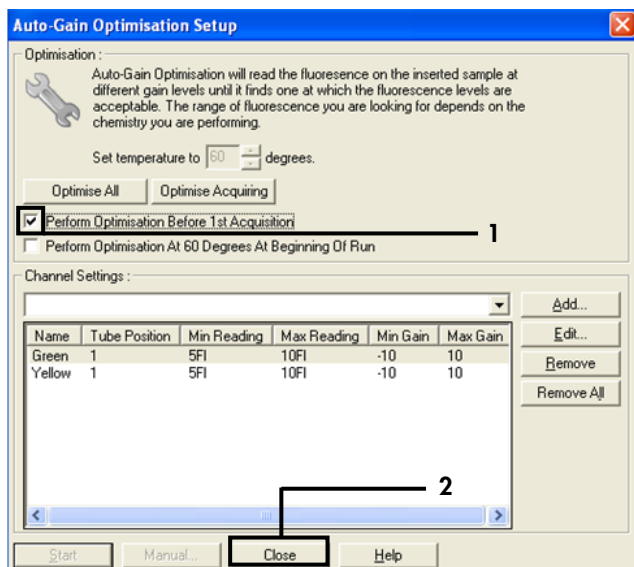 Auto-Gain Optimisation Setup
Optimisation :
Auto-Gain Optimisation will read the fluoresence on the inserted sample at
different gain levels until it finds one at which the fluorescence levels are
acceptable. The range of fluorescence you are looking for depends on the
chemistry you are performing.
Set temperature to 60 degrees.
Optimise All Optimise Acquiring
Perform Optimisation Before 1st Acquisition
1
Perform Optimisation At 60 Degrees At Beginning Of Run
Channel Settings :
Add...
Name Tube Position Min Reading Max Reading Min Gain Max Gain Edit...
Green 1 5Fl 10Fl -10 10
Yellow 1 5Fl 10Fl -10 10
Remove
Remove All
2
Start Manual... Close Help